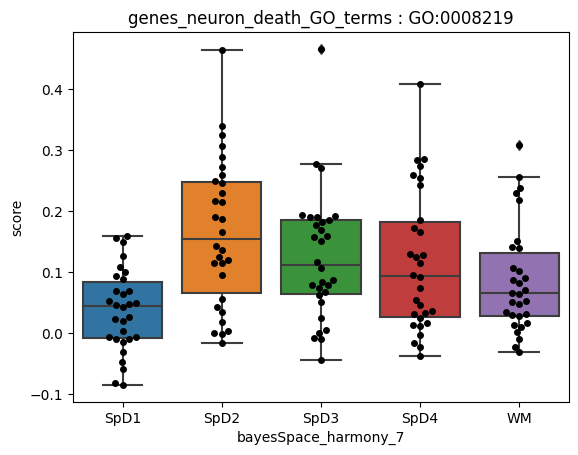 genes_neuron_death_GO_terms : GO:0008219
score
0.4
0.3
0.2
0.1
0.0
−0.1
SpD1 SpD2 SpD3 SpD4 WM
bayesSpace_harmony_7